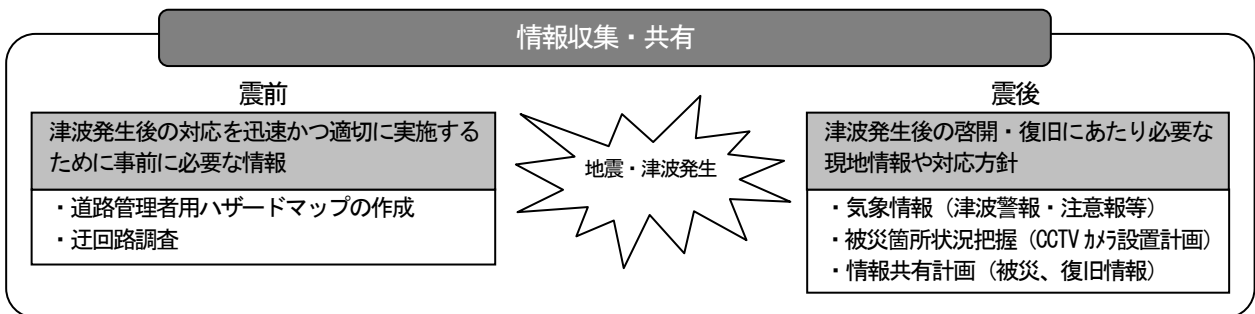 情報収集・共有
震前
津波発生後の対応を迅速かつ適切に実施する
ために事前に必要な情報
・道路管理者用ハザードマップの作成
・迂回路調査
地震・津波発生
震後
津波発生後の啓開・復旧にあたり必要な
現地情報や対応方針
・気象情報（津波警報・注意報等）
・被災箇所状況把握（CCTVカメラ設置計画）
・情報共有計画（被災、復旧情報）